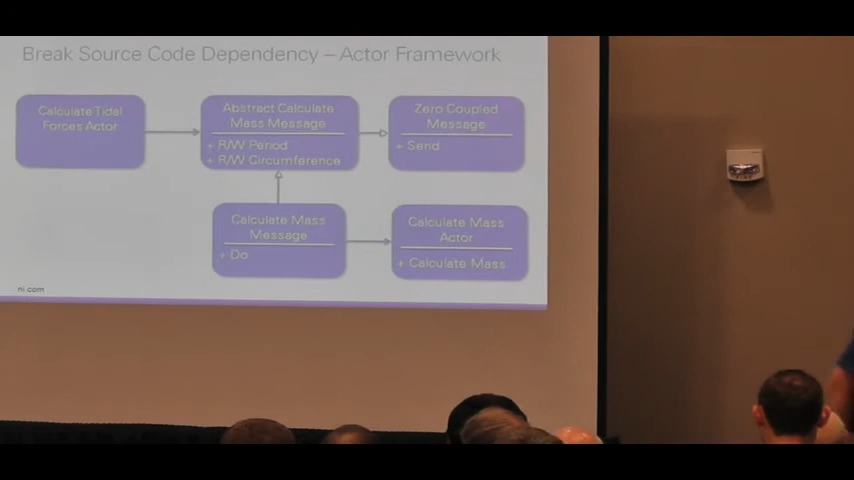 Break Source Code Dependency – Actor Framework
Calculate Tidal
Forces Actor
Abstract Calculate
Mass Message
+ R/W Period
+ R/W Circumference
Zero Coupled
Message
+ Send
Calculate Mass
Message
+ Do
Calculate Mass
Actor
+ Calculate Mass
ni.com